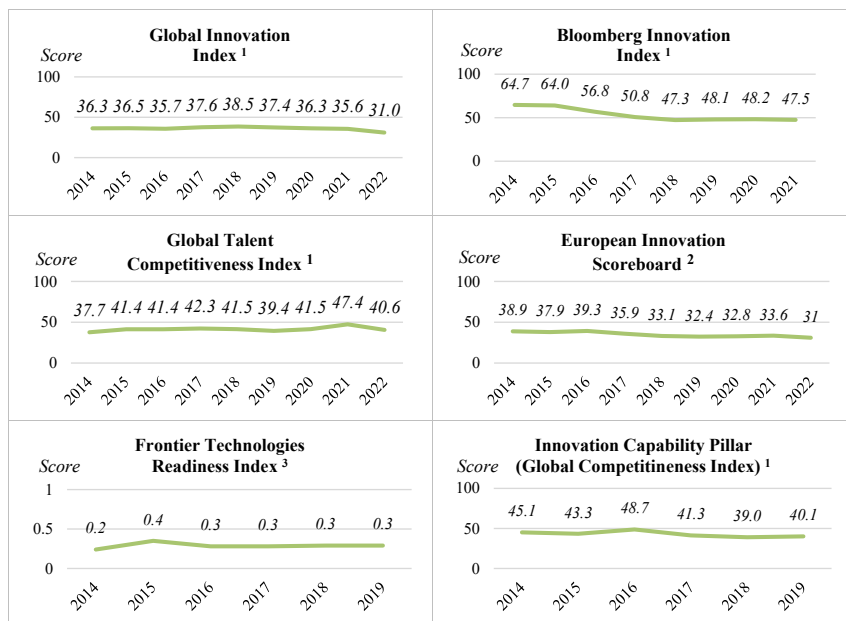 Global Innovation
Index 1
Score
100
50
0
36.3 36.5 35.7 37.6 38.5 37.4 36.3 35.6 31.0
2014 2015 2016 2017 2018 2019 2020 2021 2022
Bloomberg Innovation
Index 1
Score
100
50
0
64.7 64.0 56.8 50.8 47.3 48.1 48.2 47.5
2014 2015 2016 2017 2018 2019 2020 2021
Global Talent
Competitiveness Index 1
Score
100
50
0
37.7 41.4 41.4 42.3 41.5 39.4 41.5 47.4 40.6
2014 2015 2016 2017 2018 2019 2020 2021 2022
European Innovation
Scoreboard 2
Score
100
50
0
38.9 37.9 39.3 35.9 33.1 32.4 32.8 33.6 31
2014 2015 2016 2017 2018 2019 2020 2021 2022
Frontier Technologies
Readiness Index 3
Score
1
0.5
0
0.2 0.4 0.3 0.3 0.3 0.3
2014 2015 2016 2017 2018 2019
Innovation Capability Pillar
(Global Competitineness Index) 1
Score
100
50
0
45.1 43.3 48.7 41.3 39.0 40.1
2014 2015 2016 2017 2018 2019